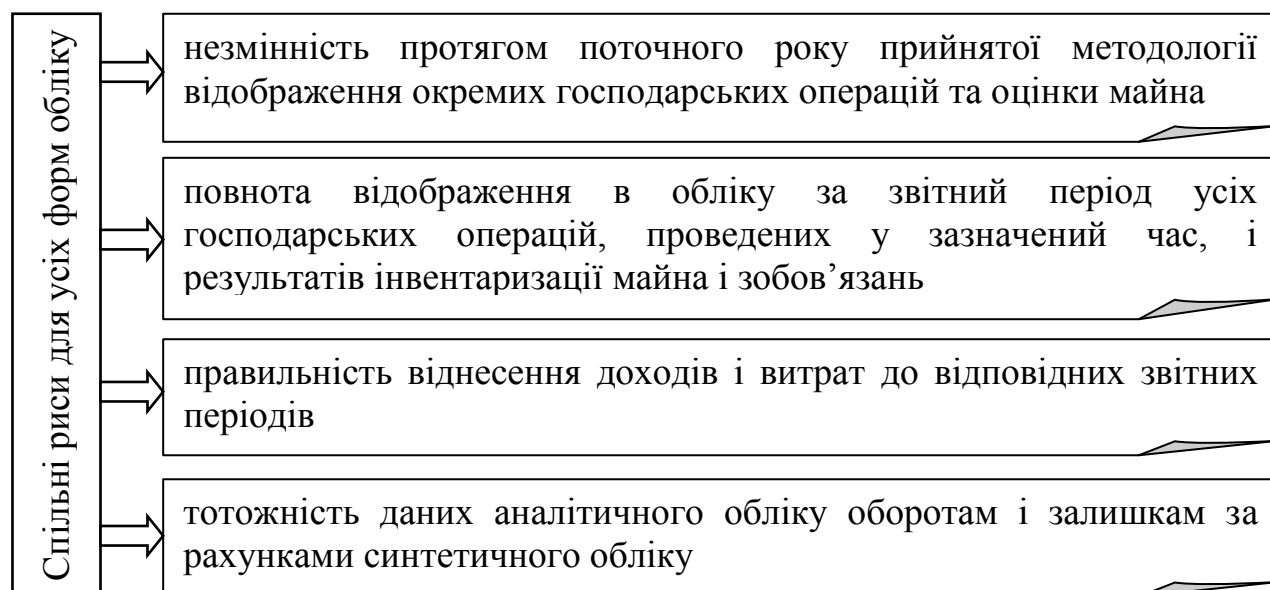 Спільні риси для усіх форм обліку
незмінність протягом поточного року прийнятої методології
відображення окремих господарських операцій та оцінки майна
повнота відображення в обліку за звітний період усіх
господарських операцій, проведених у зазначений час, і
результатів інвентаризації майна і зобов’язань
правильність віднесення доходів і витрат до відповідних звітних
періодів
тотожність даних аналітичного обліку оборотам і залишкам за
рахунками синтетичного обліку